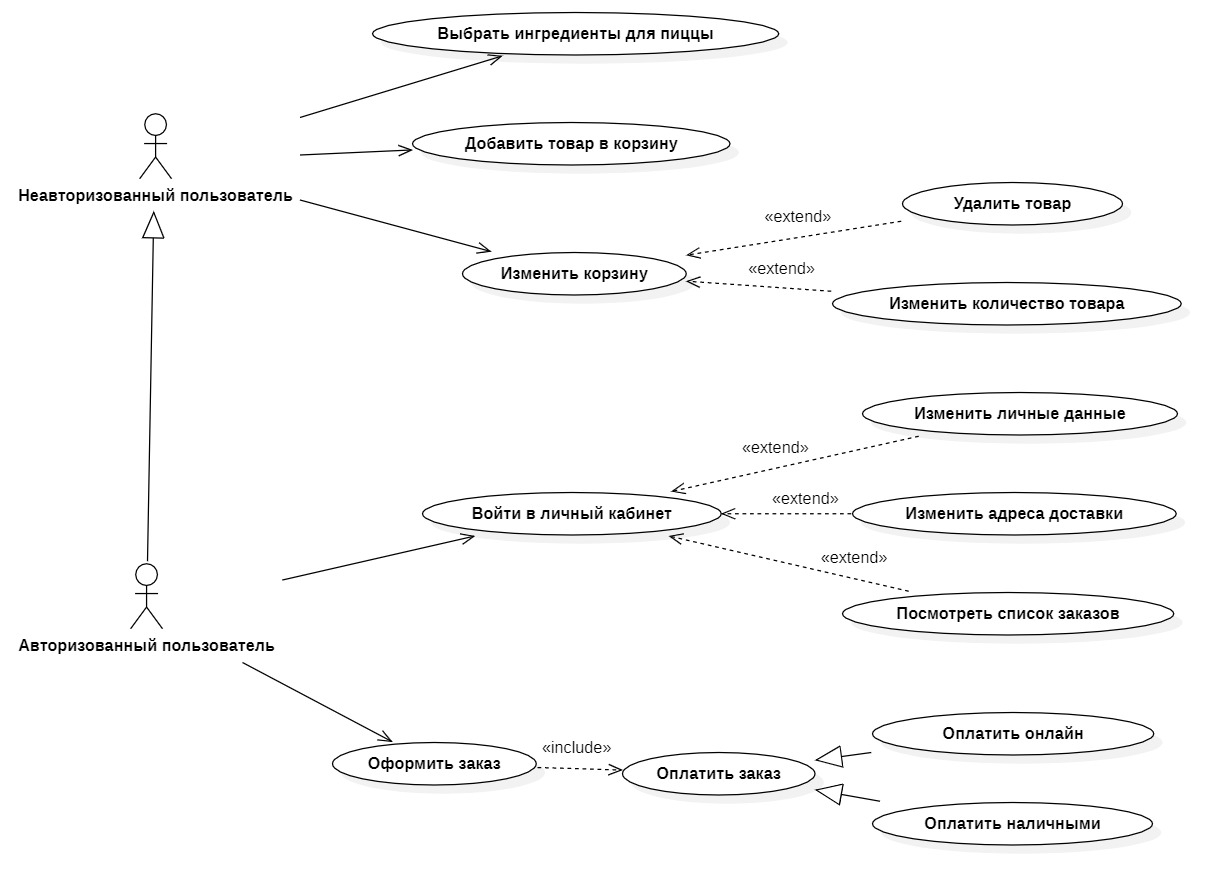 Выбрать ингредиенты для пиццы
Добавить товар в корзину
Неавторизованный пользователь
Удалить товар
«extend»
Изменить корзину
«extend»
Изменить количество товара
Изменить личные данные
«extend»
Войти в личный кабинет
«extend»
Изменить адреса доставки
«extend»
Посмотреть список заказов
Авторизованный пользователь
Оформить заказ
«include»
Оплатить заказ
Оплатить онлайн
Оплатить наличными